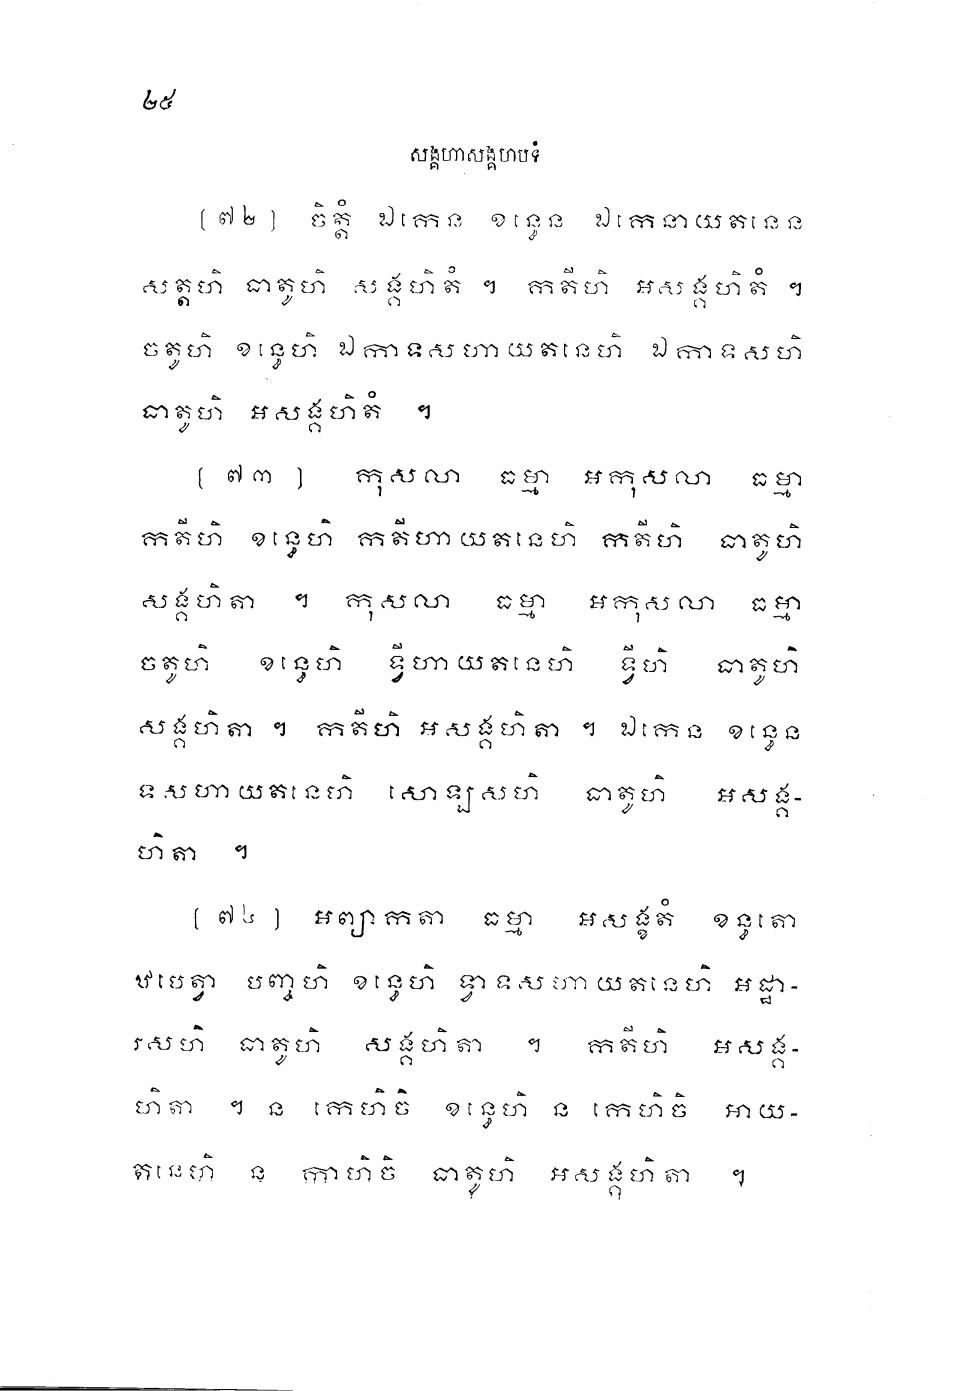 ២៥
សង្គហាសង្គហបទំ
(៧២) ចិត្តំ ឯកេន ខន្ធេន ឯកេនាយតនេន
សត្តហិ ធាតូហិ សង្គហិតំ ។ កតីហិ អសង្គហិតំ ។
ចតូហិ ខន្ធេហិ ឯកាទសហាយតនេហិ ឯកាទសហិ
ធាតូហិ អសង្គហិតំ ។
(៧៣) កុសលា ធម្មា អកុសលា ធម្មា
កតីហិ ខន្ធេហិ កតីហាយតនេហិ កតីហិ ធាតូហិ
សង្គហិតា ។ កុសលា ធម្មា អកុសលា ធម្មា
ចតូហិ ខន្ធេហិ ទ្វីហាយតនេហិ ទ្វីហិ ធាតូហិ
សង្គហិតា ។ កតីហិ អសង្គហិតា ។ ឯកេន ខន្ធេន
ទសហាយតនេហិ សោឡសហិ ធាតូហិ អសង្គ-
ហិតា ។
(៧៤) អព្យាកតា ធម្មា អសង្ខតំ ខន្ធតោ
ឋបេត្វា បញ្ចហិ ខន្ធេហិ ទ្វាទសហាយតនេហិ អដ្ឋា-
រសហិ ធាតូហិ សង្គហិតា ។ កតីហិ អសង្គ-
ហិតា ។ ន កេហិចិ ខន្ធេហិ ន កេហិចិ អាយ-
តនេហិ ន កាហិចិ ធាតូហិ អសង្គហិតា ។